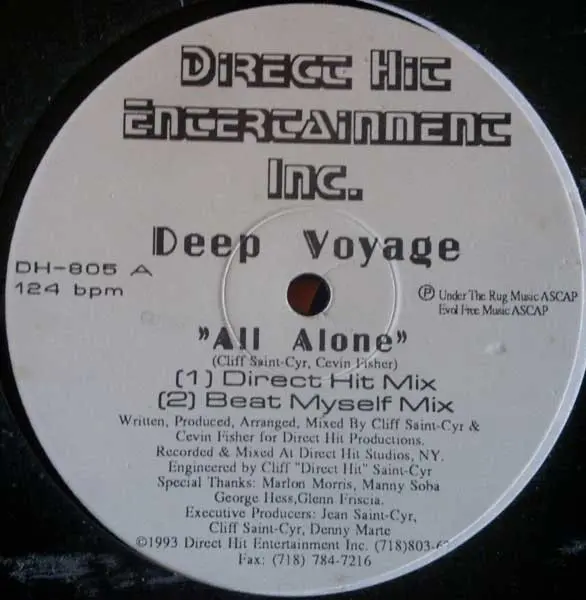 Direct Hit
Entertainment
Inc.
Deep Voyage
DH-805 A
124 bpm
Ⓟ Under The Rug Music ASCAP
Evol Free Music ASCAP
"All Alone"
(Cliff Saint-Cyr, Cevin Fisher)
(1) Direct Hit Mix
(2) Beat Myself Mix
Written, Produced, Arranged, Mixed By Cliff Saint-Cyr &
Cevin Fisher for Direct Hit Productions.
Recorded & Mixed At Direct Hit Studios, NY.
Engineered by Cliff "Direct Hit" Saint-Cyr
Special Thanks: Marlon Morris, Manny Soba
George Hess,Glenn Friscia.
Executive Producers: Jean Saint-Cyr,
Cliff Saint-Cyr, Denny Marte
©1993 Direct Hit Entertainment Inc.
Fax: (718) 784-7216